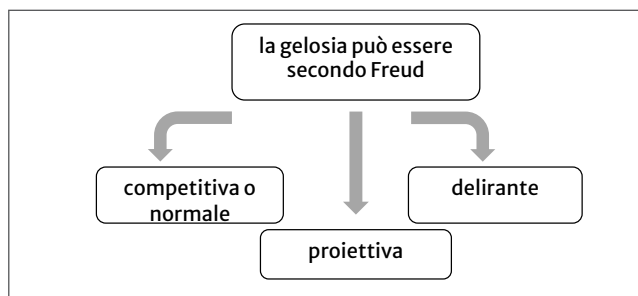 la gelosia può essere
secondo Freud
competitiva o
normale
delirante
proiettiva